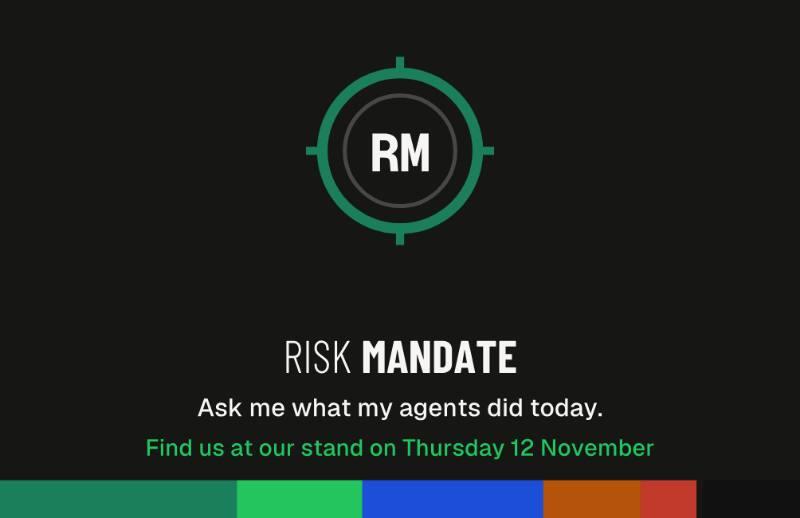 RM
RISK MANDATE
Ask me what my agents did today.
Find us at our stand on Thursday 12 November